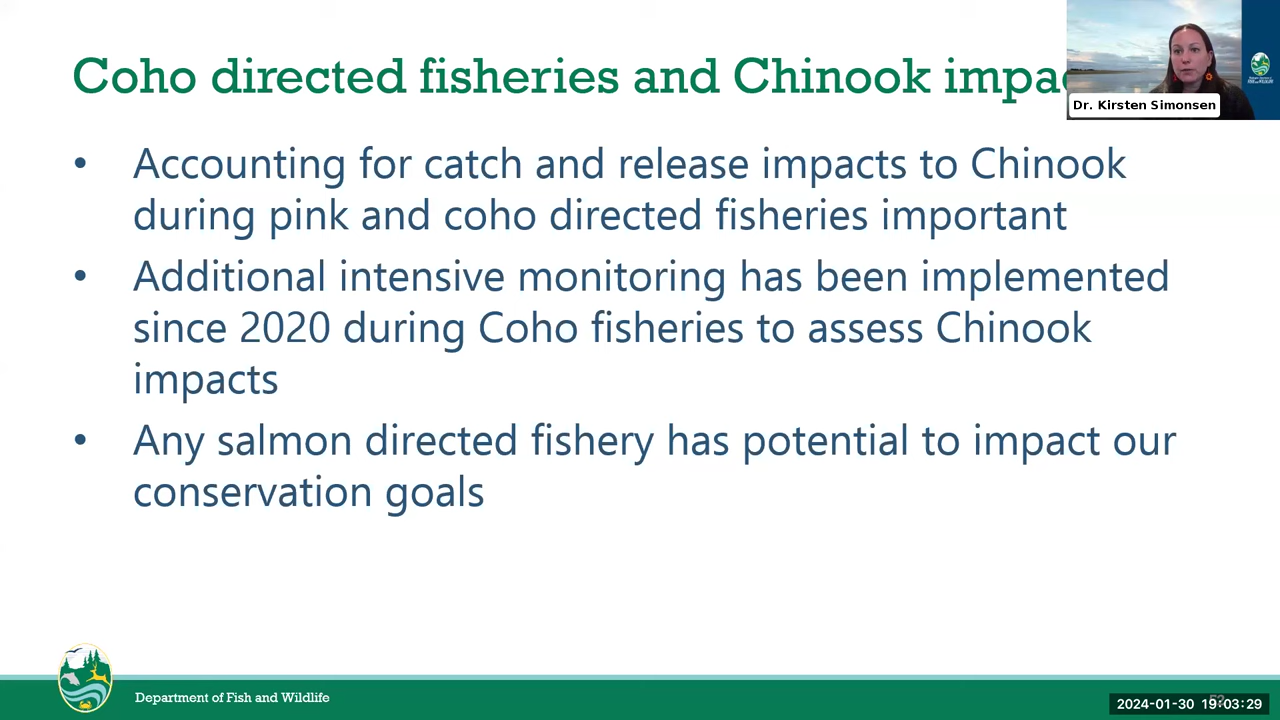 Coho directed fisheries and Chinook impac
Dr. Kirsten Simonsen
• Accounting for catch and release impacts to Chinook
during pink and coho directed fisheries important
• Additional intensive monitoring has been implemented
since 2020 during Coho fisheries to assess Chinook
impacts
• Any salmon directed fishery has potential to impact our
conservation goals
Department of Fish and Wildlife
2024-01-30 19:03:29